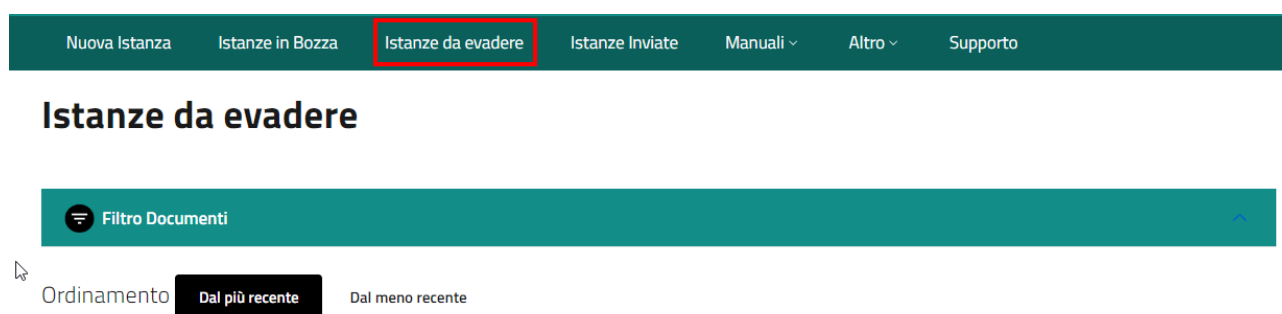 Nuova Istanza Istanze in Bozza Istanze da evadere Istanze Inviate Manuali Altro Supporto
Istanze da evadere
Filtro Documenti
Ordinamento Dal più recente Dal meno recente